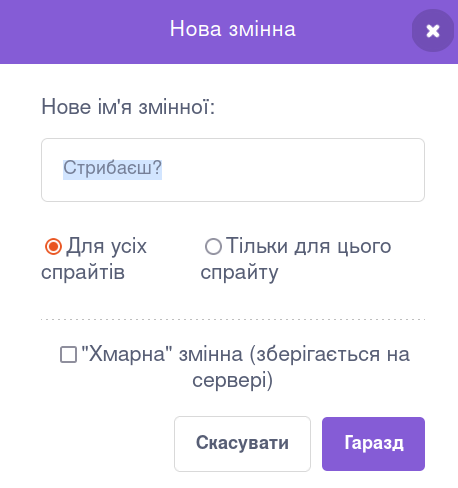 Нова змінна
Нове ім'я змінної:
Стрибаєш?
Для усіх
спрайтів
Тільки для цього
спрайту
"Хмарна" змінна (зберігається на
сервері)
Скасувати
Гаразд